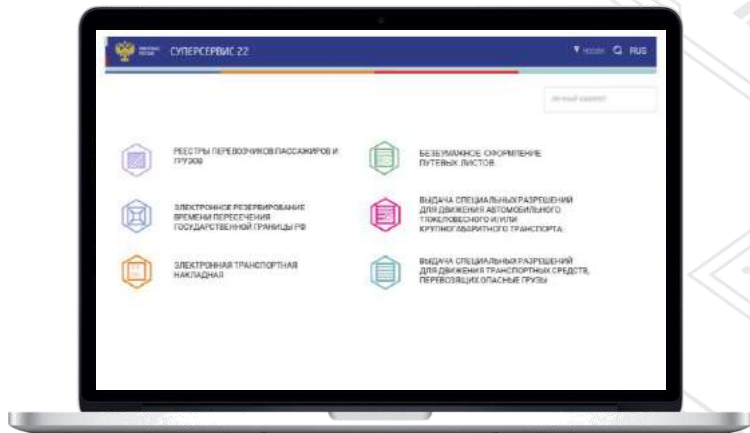 СУПЕРСЕРВИС 22
RUS
РЕЕСТРЫ ПЕРЕВОЗЧИКОВ ПАССАЖИРОВ И
ГРУЗОВ
ЭЛЕКТРОННОЕ РЕЗЕРВИРОВАНИЕ
ВРЕМЕНИ ПЕРЕСЕЧЕНИЯ
ГОСУДАРСТВЕННОЙ ГРАНИЦЫ РФ
ЭЛЕКТРОННАЯ ТРАНСПОРТНАЯ
НАКЛАДНАЯ
БЕЗБУМАЖНОЕ ОФОРМЛЕНИЕ
ПУТЕВЫХ ЛИСТОВ
ВЫДАЧА СПЕЦИАЛЬНЫХ РАЗРЕШЕНИЙ
ДЛЯ ДВИЖЕНИЯ АВТОМОБИЛЬНОГО
ТЯЖЕЛОВЕСНОГО И/ИЛИ
КРУПНОГАБАРИТНОГО ТРАНСПОРТА
ВЫДАЧА СПЕЦИАЛЬНЫХ РАЗРЕШЕНИЙ
ДЛЯ ДВИЖЕНИЯ ТРАНСПОРТНЫХ СРЕДСТВ,
ПЕРЕВОЗЯЩИХ ОПАСНЫЕ ГРУЗЫ